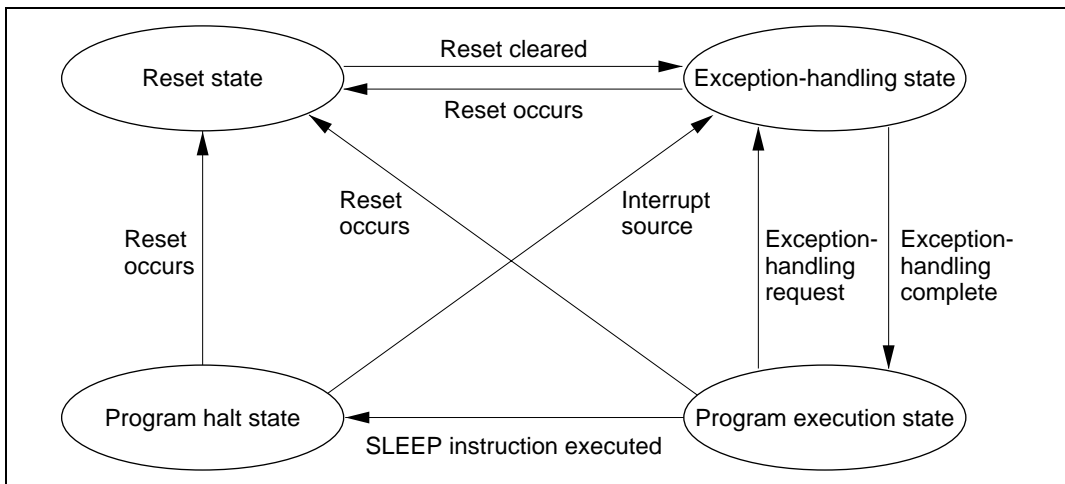 Reset cleared
Reset state
Exception-handling state
Reset occurs
Reset
occurs
Interrupt
source
Reset
occurs
Exception-
handling
request
Exception-
handling
complete
Program halt state
Program execution state
SLEEP instruction executed